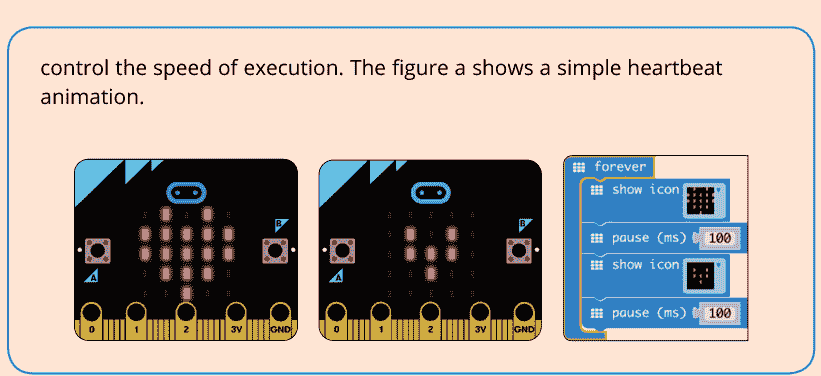 control the speed of execution. The figure a shows a simple heartbeat
animation.
B
A
0 1 2 3V GND
B
A
0 1 2 3V GND
forever
show icon
pause (ms) 100
show icon
pause (ms) 100